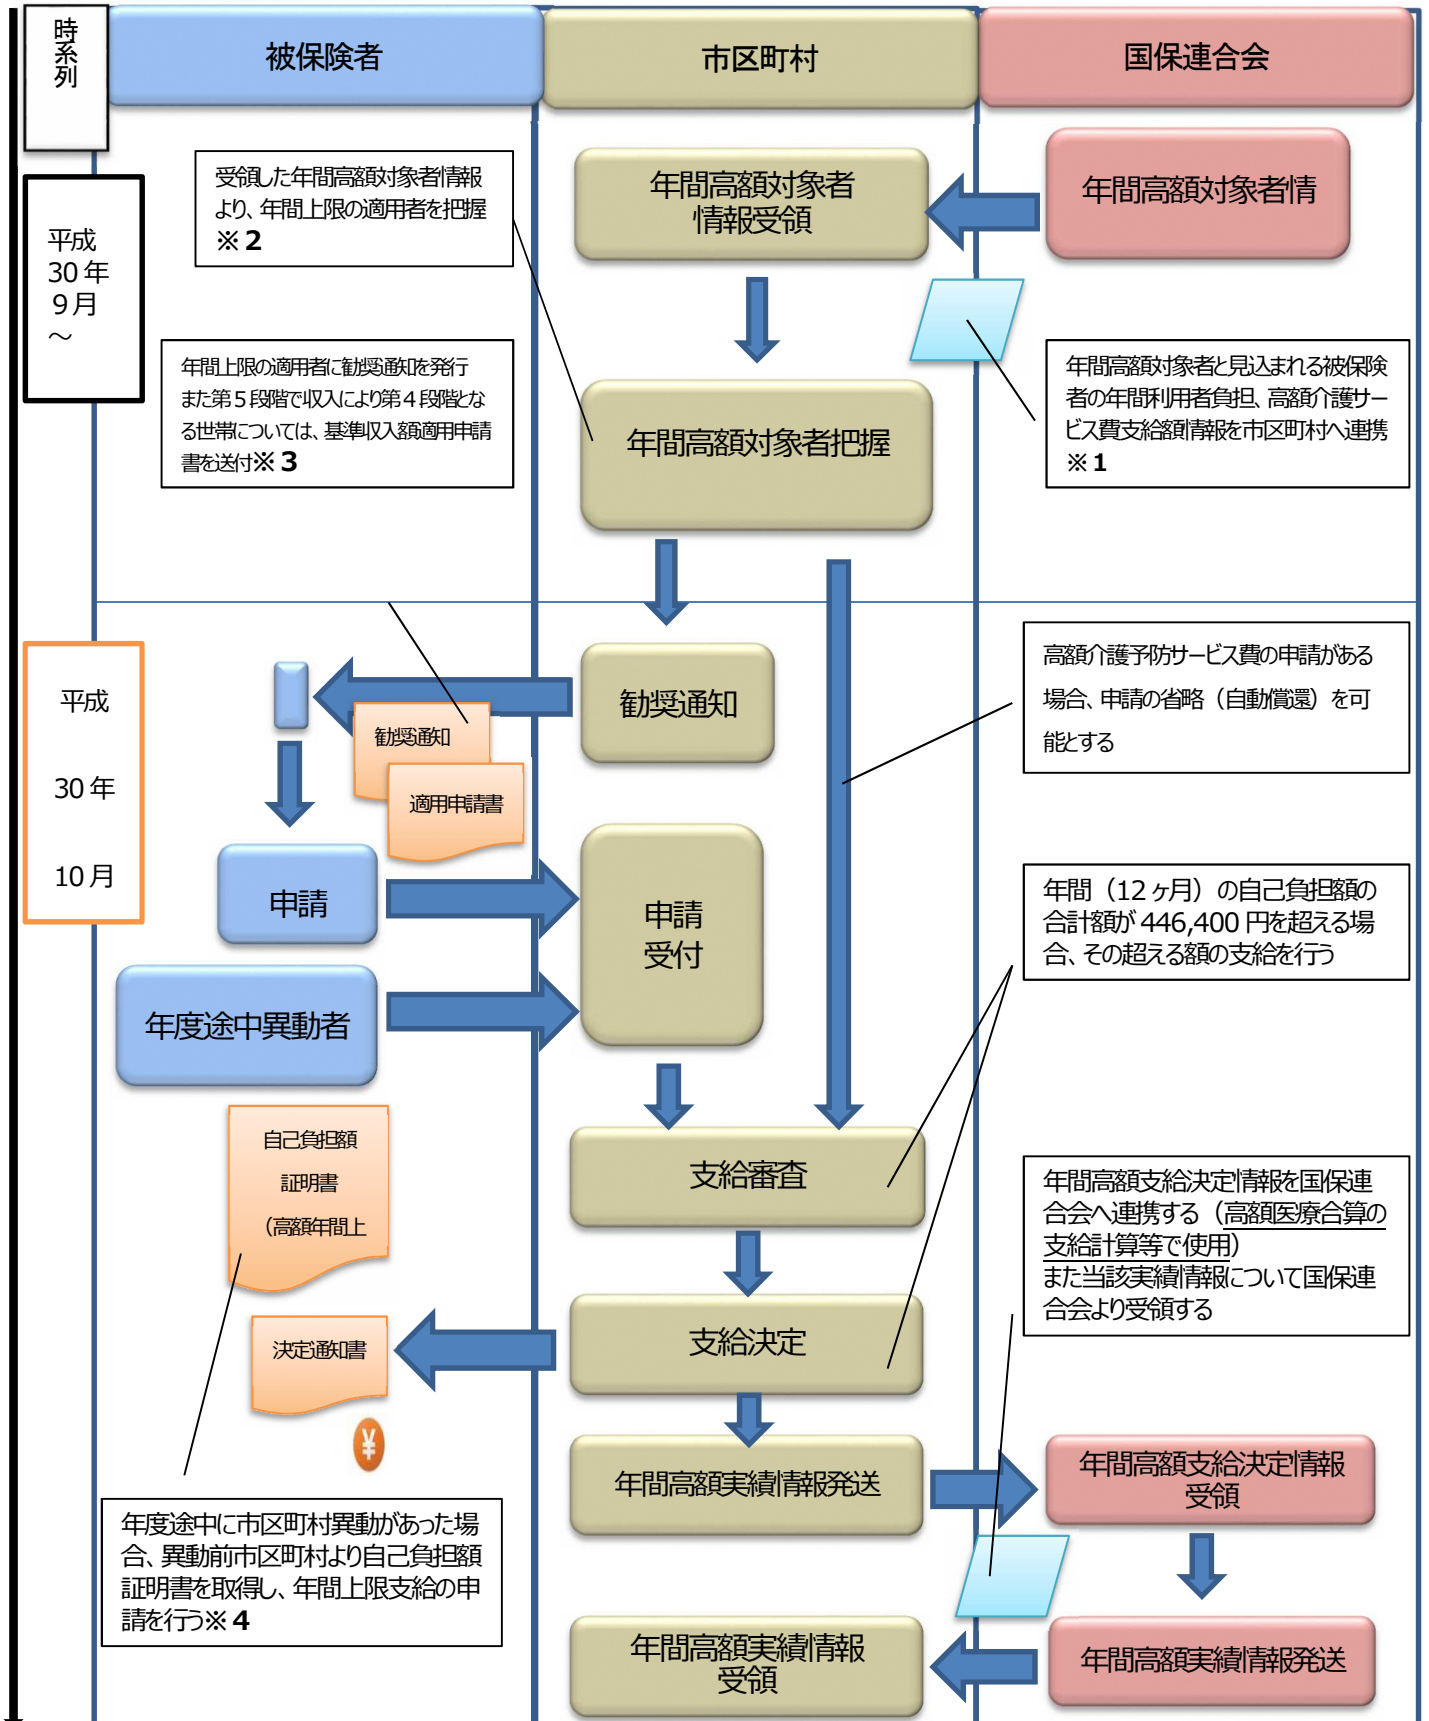 時系列
被保険者
市区町村
国保連合会
平成
30年
9月
～
受領した年間高額対象者情報
より、年間上限の適用者を把握
※2
年間高額対象者
情報受領
年間高額対象者情
年間上限の適用者に勧奨通知を発行
また第5段階で収入により第4段階とな
る世帯については、基準収入額適用申請
書を送付※3
年間高額対象者把握
年間高額対象者と見込まれる被保険
者の年間利用者負担、高額介護サー
ビス費支給額情報を市区町村へ連携
※1
平成
30年
10月
勧奨通知
勧奨通知
適用申請書
高額介護予防サービス費の申請がある
場合、申請の省略（自動償還）を可
能とする
申請
申請
受付
年間（12ヶ月）の自己負担額の
合計額が446,400円を超える場
合、その超える額の支給を行う
年度途中異動者
自己負担額
証明書
（高額年間上
支給審査
年間高額支給決定情報を国保連
合会へ連携する（高額医療合算の
支給計算等で使用）
また当該実績情報について国保連
合会より受領する
決定通知書
支給決定
¥
年間高額実績情報発送
年間高額支給決定情報
受領
年度途中に市区町村異動があった場
合、異動前市区町村より自己負担額
証明書を取得し、年間上限支給の申
請を行う※4
年間高額実績情報
受領
年間高額実績情報発送